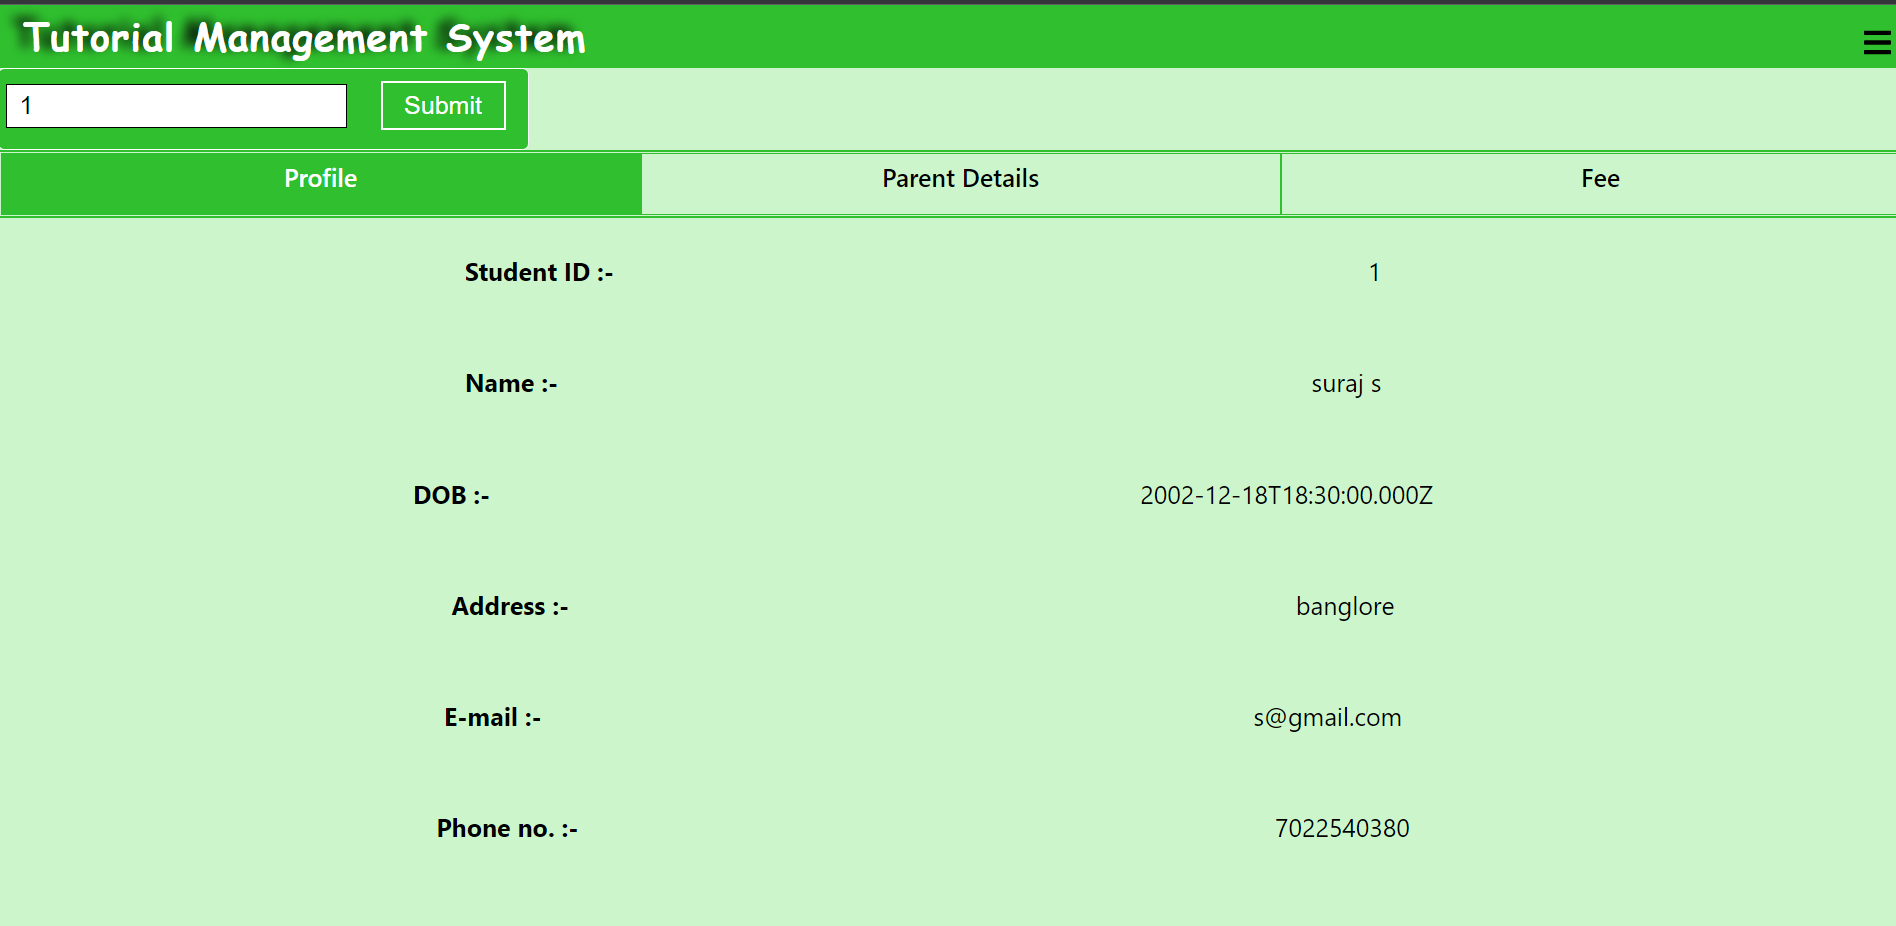 Tutorial Management System
1 Submit
Profile Parent Details Fee
Student ID :- 1
Name :- suraj s
DOB :- 2002-12-18T18:30:00.000Z
Address :- banglore
E-mail :- s@gmail.com
Phone no. :- 7022540380